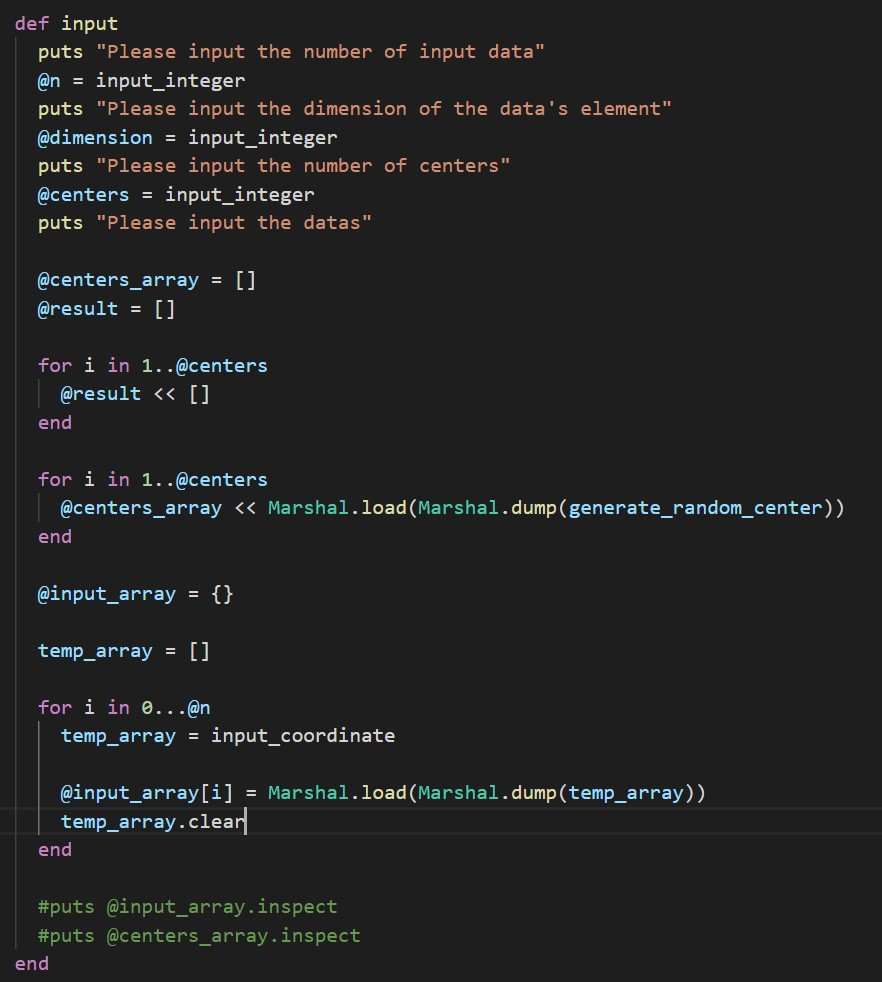 def input
  puts "Please input the number of input data"
  @n = input_integer
  puts "Please input the dimension of the data's element"
  @dimension = input_integer
  puts "Please input the number of centers"
  @centers = input_integer
  puts "Please input the datas"

  @centers_array = []
  @result = []

  for i in 1..@centers
    @result << []
  end

  for i in 1..@centers
    @centers_array << Marshal.load(Marshal.dump(generate_random_center))
  end

  @input_array = {}

  temp_array = []

  for i in 0...@n
    temp_array = input_coordinate

    @input_array[i] = Marshal.load(Marshal.dump(temp_array))
    temp_array.clear
  end

  #puts @input_array.inspect
  #puts @centers_array.inspect
end